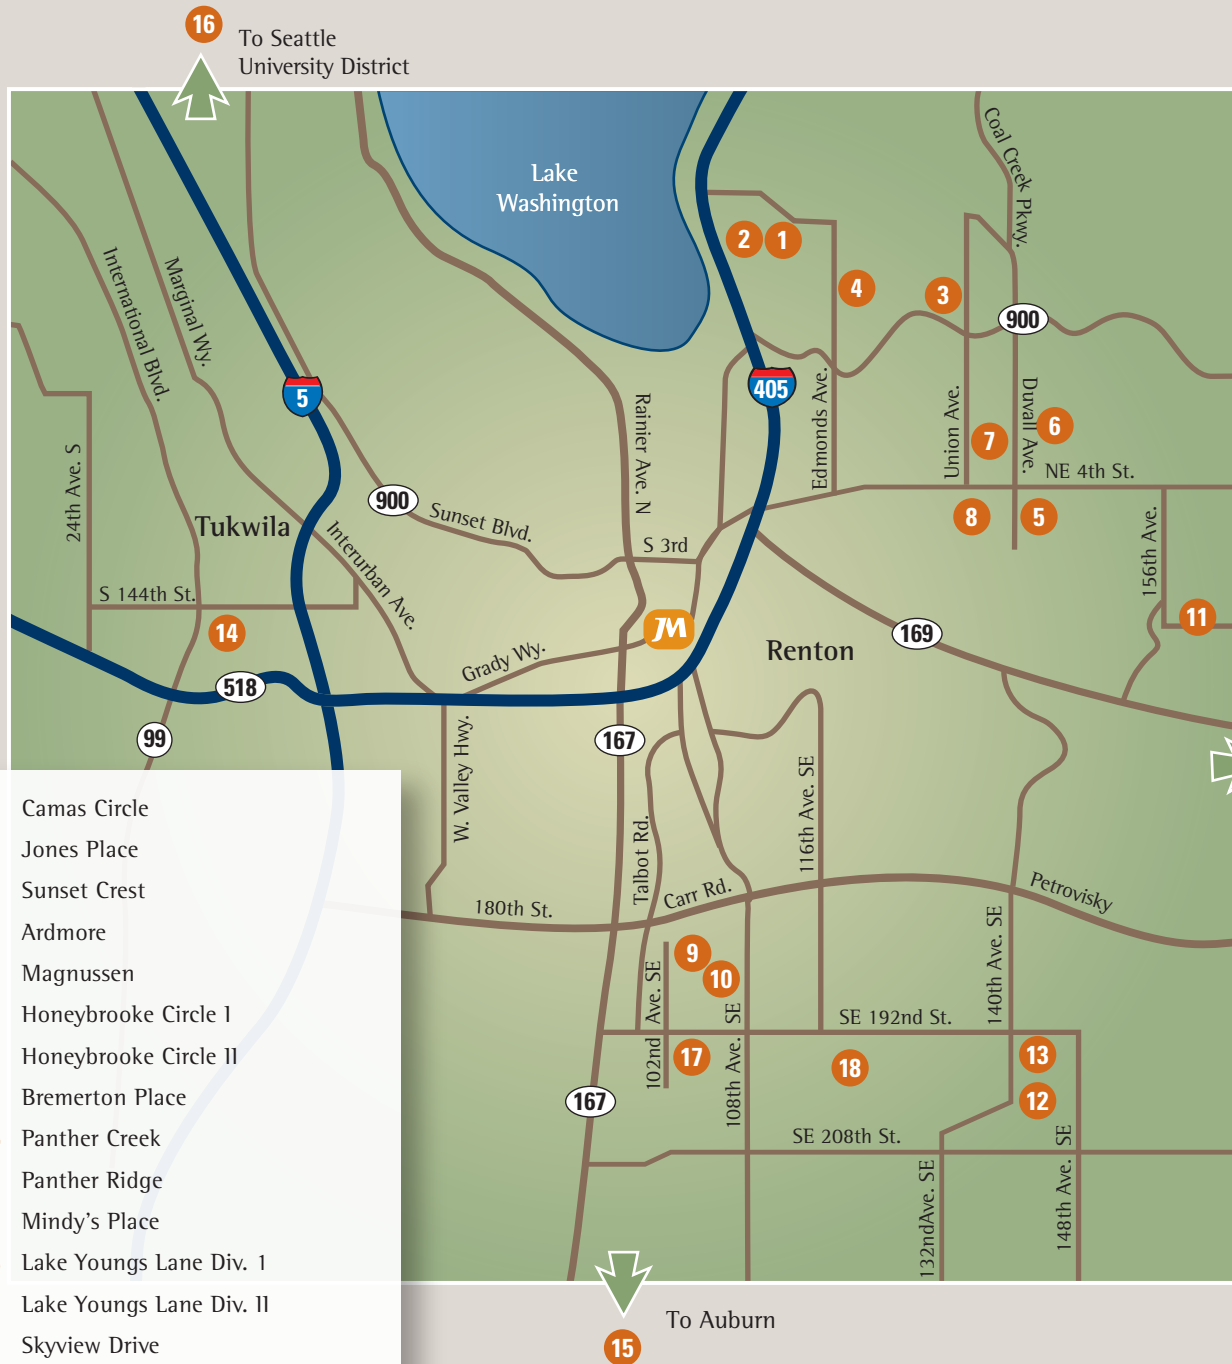 16
To Seattle
University District
Lake
Washington
Coal Creek Pkwy.
2
1
4
3
900
International Blvd.
Marginal Wy.
5
405
Rainier Ave. N
Edmonds Ave.
Union Ave.
Duvall Ave.
7
6
NE 4th St.
24th Ave. S
900
Sunset Blvd.
Tukwila
Interurban Ave.
S 3rd
8
5
156th Ave.
S 144th St.
14
JM
Renton
169
11
Grady Wy.
518
99
167
W. Valley Hwy.
Talbot Rd.
116th Ave. SE
Carr Rd.
Petrovisky
180th St.
9
10
102nd Ave. SE
108th Ave. SE
140th Ave. SE
SE 192nd St.
17
18
13
12
167
SE 208th St.
132ndAve. SE
148th Ave. SE
Camas Circle
Jones Place
Sunset Crest
Ardmore
Magnussen
Honeybrooke Circle I
Honeybrooke Circle II
Bremerton Place
Panther Creek
Panther Ridge
Mindy's Place
Lake Youngs Lane Div. I
Lake Youngs Lane Div. II
Skyview Drive
To Auburn
15